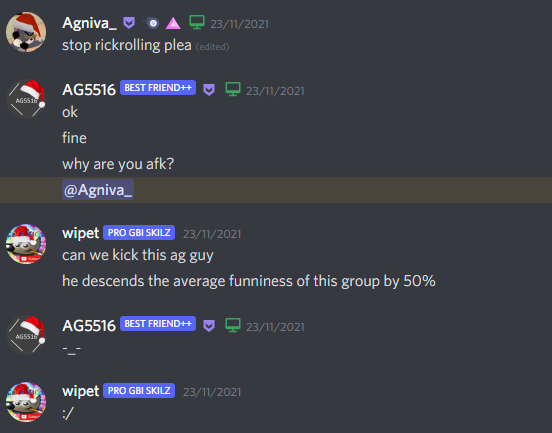 Agniva_ 23/11/2021
stop rickrolling plea (edited)
AG5516
AG5516 BEST FRIEND++ 23/11/2021
ok
fine
why are you afk?
@Agniva_
wipet PRO GBI SKILZ 23/11/2021
can we kick this ag guy
he descends the average funniness of this group by 50%
AG5516
AG5516 BEST FRIEND++ 23/11/2021
-_-
wipet PRO GBI SKILZ 23/11/2021
:/